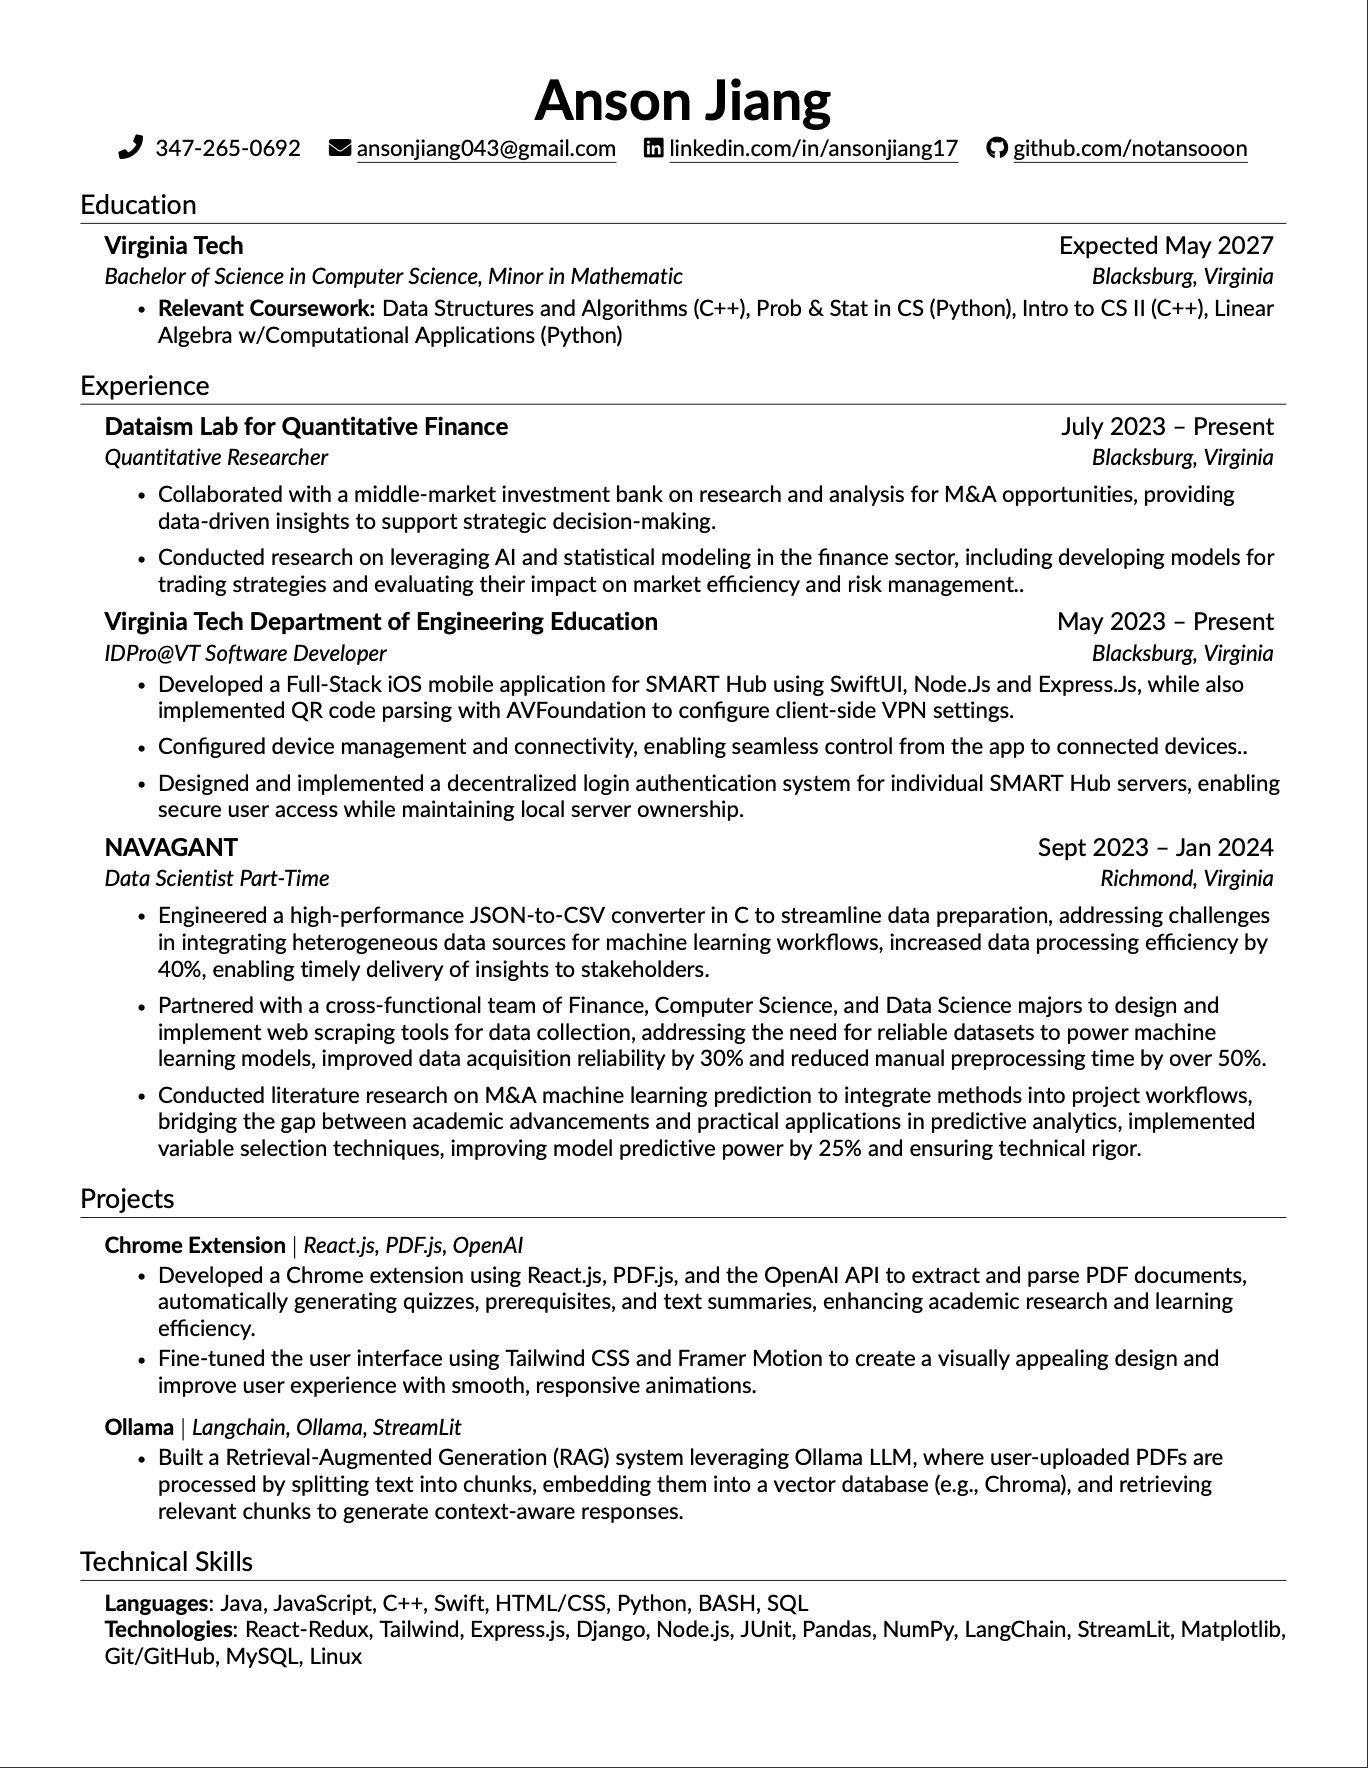 Anson Jiang
347-265-0692 ansonjiang043@gmail.com linkedin.com/in/ansonjiang17 github.com/notansooon
Education
Virginia Tech Expected May 2027
Bachelor of Science in Computer Science, Minor in Mathematic Blacksburg, Virginia
• Relevant Coursework: Data Structures and Algorithms (C++), Prob & Stat in CS (Python), Intro to CS II (C++), Linear
Algebra w/Computational Applications (Python)
Experience
Dataism Lab for Quantitative Finance July 2023 – Present
Quantitative Researcher Blacksburg, Virginia
• Collaborated with a middle-market investment bank on research and analysis for M&A opportunities, providing
data-driven insights to support strategic decision-making.
• Conducted research on leveraging AI and statistical modeling in the finance sector, including developing models for
trading strategies and evaluating their impact on market efficiency and risk management..
Virginia Tech Department of Engineering Education May 2023 – Present
IDPro@VT Software Developer Blacksburg, Virginia
• Developed a Full-Stack iOS mobile application for SMART Hub using SwiftUI, Node.Js and Express.Js, while also
implemented QR code parsing with AVFoundation to configure client-side VPN settings.
• Configured device management and connectivity, enabling seamless control from the app to connected devices..
• Designed and implemented a decentralized login authentication system for individual SMART Hub servers, enabling
secure user access while maintaining local server ownership.
NAVAGANT Sept 2023 – Jan 2024
Data Scientist Part-Time Richmond, Virginia
• Engineered a high-performance JSON-to-CSV converter in C to streamline data preparation, addressing challenges
in integrating heterogeneous data sources for machine learning workflows, increased data processing efficiency by
40%, enabling timely delivery of insights to stakeholders.
• Partnered with a cross-functional team of Finance, Computer Science, and Data Science majors to design and
implement web scraping tools for data collection, addressing the need for reliable datasets to power machine
learning models, improved data acquisition reliability by 30% and reduced manual preprocessing time by over 50%.
• Conducted literature research on M&A machine learning prediction to integrate methods into project workflows,
bridging the gap between academic advancements and practical applications in predictive analytics, implemented
variable selection techniques, improving model predictive power by 25% and ensuring technical rigor.
Projects
Chrome Extension | React.js, PDF.js, OpenAI
• Developed a Chrome extension using React.js, PDF.js, and the OpenAI API to extract and parse PDF documents,
automatically generating quizzes, prerequisites, and text summaries, enhancing academic research and learning
efficiency.
• Fine-tuned the user interface using Tailwind CSS and Framer Motion to create a visually appealing design and
improve user experience with smooth, responsive animations.
Ollama | Langchain, Ollama, StreamLit
• Built a Retrieval-Augmented Generation (RAG) system leveraging Ollama LLM, where user-uploaded PDFs are
processed by splitting text into chunks, embedding them into a vector database (e.g., Chroma), and retrieving
relevant chunks to generate context-aware responses.
Technical Skills
Languages: Java, JavaScript, C++, Swift, HTML/CSS, Python, BASH, SQL
Technologies: React-Redux, Tailwind, Express.js, Django, Node.js, JUnit, Pandas, NumPy, LangChain, StreamLit, Matplotlib,
Git/GitHub, MySQL, Linux